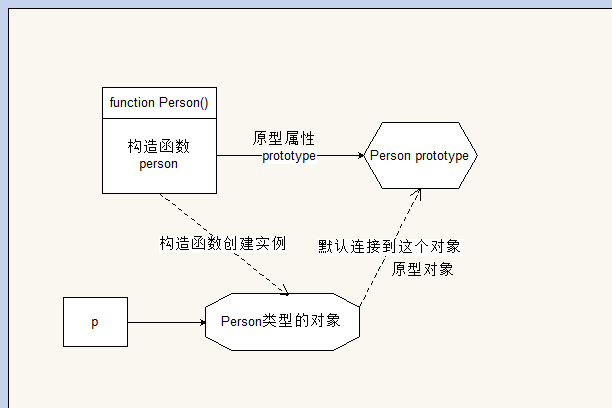 function Person()
构造函数
person
原型属性
prototype
Person prototype
构造函数创建实例
默认连接到这个对象
原型对象
p
Person类型的对象